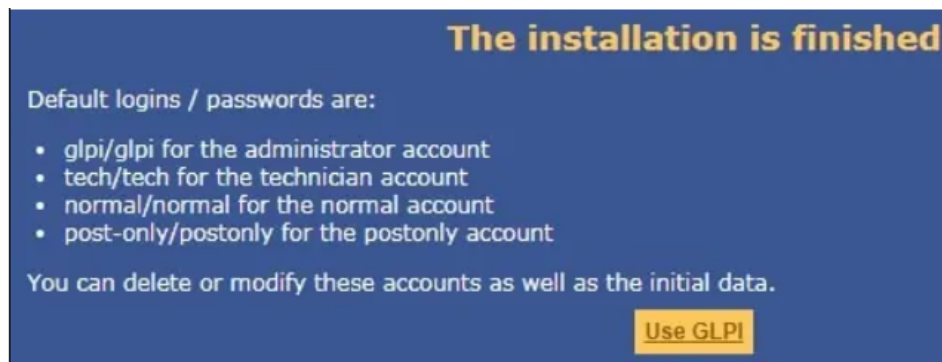 The installation is finished
Default logins / passwords are:
• glpi/glpi for the administrator account
• tech/tech for the technician account
• normal/normal for the normal account
• post-only/postonly for the postonly account
You can delete or modify these accounts as well as the initial data.
Use GLPI